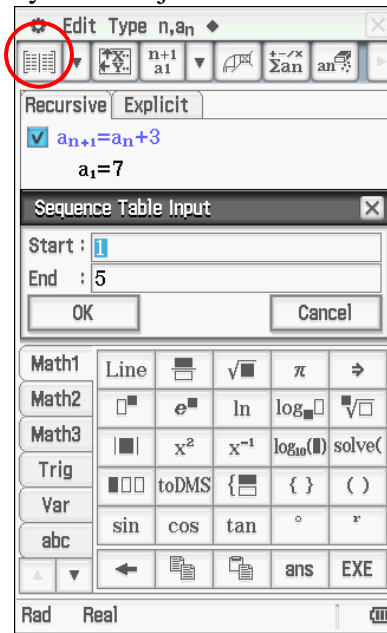 Edit Type n,an ◆
n+1 a1 Σan an
Recursive Explicit
aₙ₊₁=aₙ+3
a₁=7
Sequence Table Input
Start : 1
End : 5
OK Cancel
Math1 Line √■ π ⇒
Math2 □■ e■ ln log■□ ■√□
Math3 |■| x² x⁻¹ log₁₀(■) solve(
Trig ■□□ toDMS { { } ( )
Var sin cos tan ° r
abc
ans EXE
Rad Real